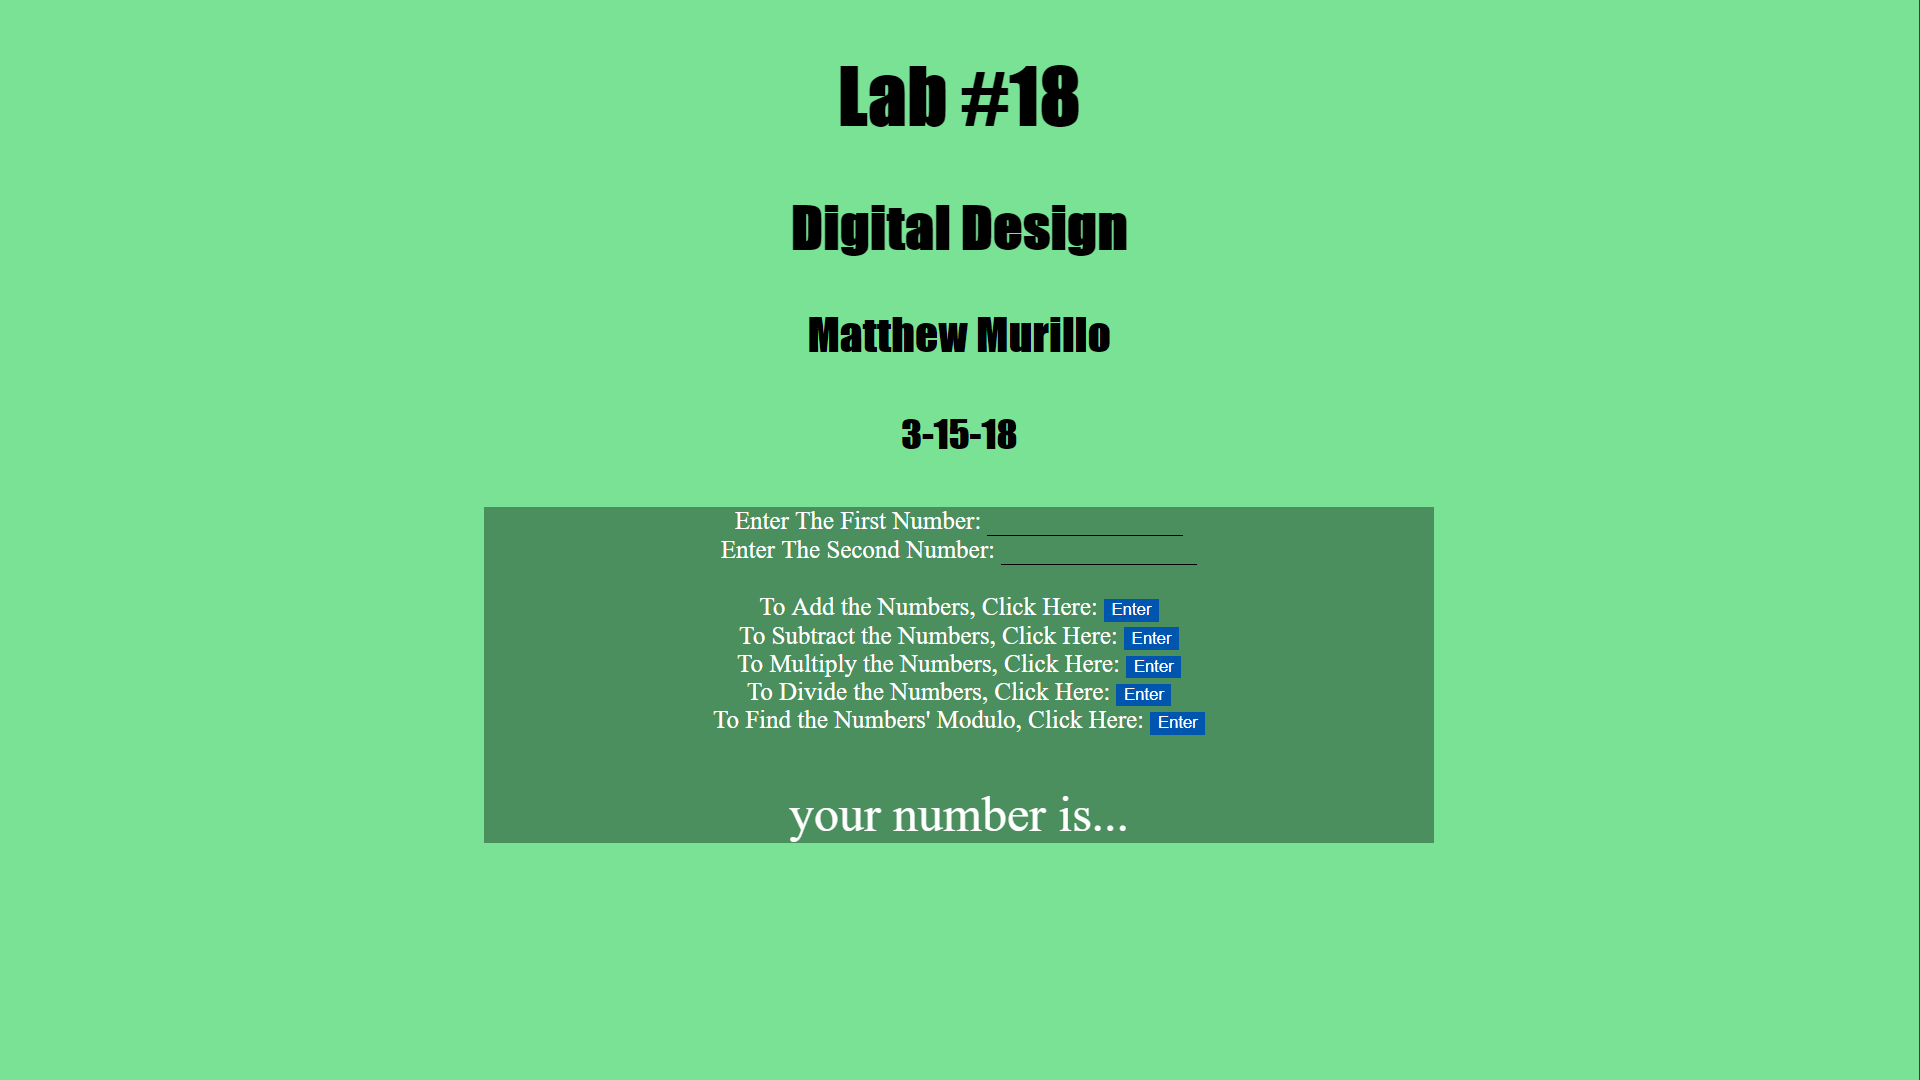 Lab #18
Digital Design
Matthew Murillo
3-15-18
Enter The First Number:
Enter The Second Number:
To Add the Numbers, Click Here: Enter
To Subtract the Numbers, Click Here: Enter
To Multiply the Numbers, Click Here: Enter
To Divide the Numbers, Click Here: Enter
To Find the Numbers' Modulo, Click Here: Enter
your number is...